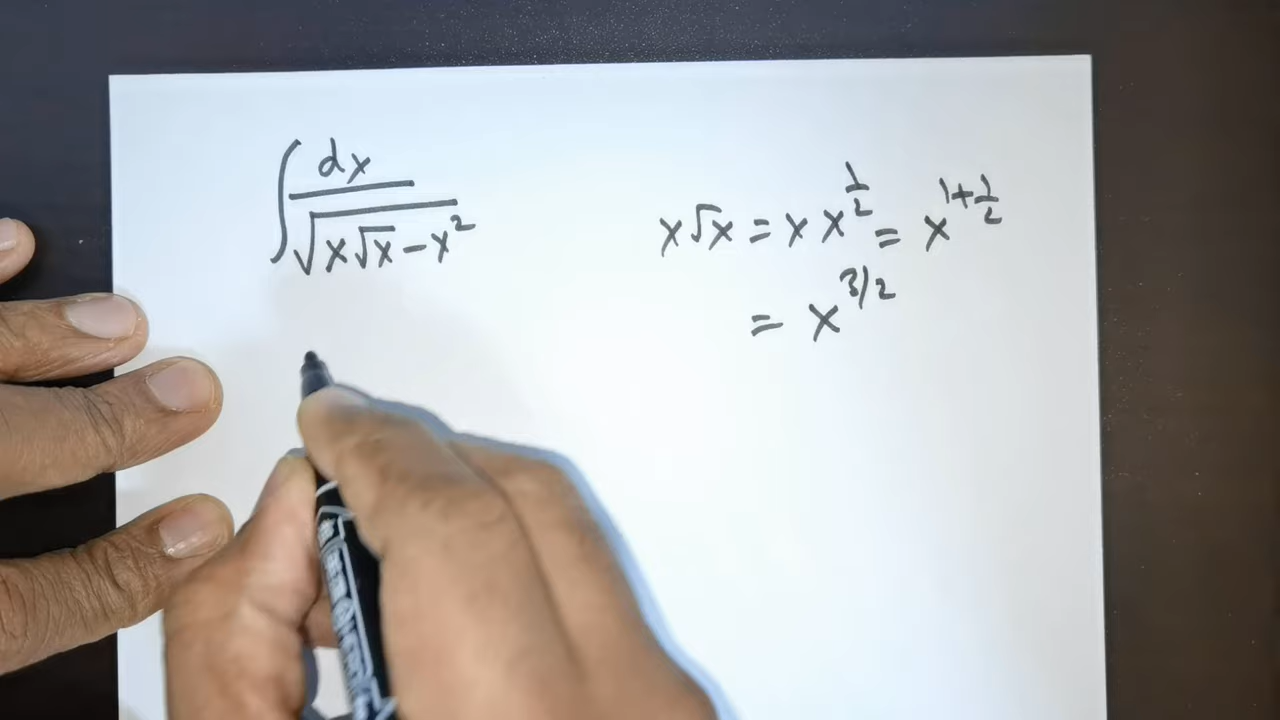 ∫ dx / √(x√x − x²)
x√x = x x^(1/2) = x^(1+1/2)
= x^(3/2)